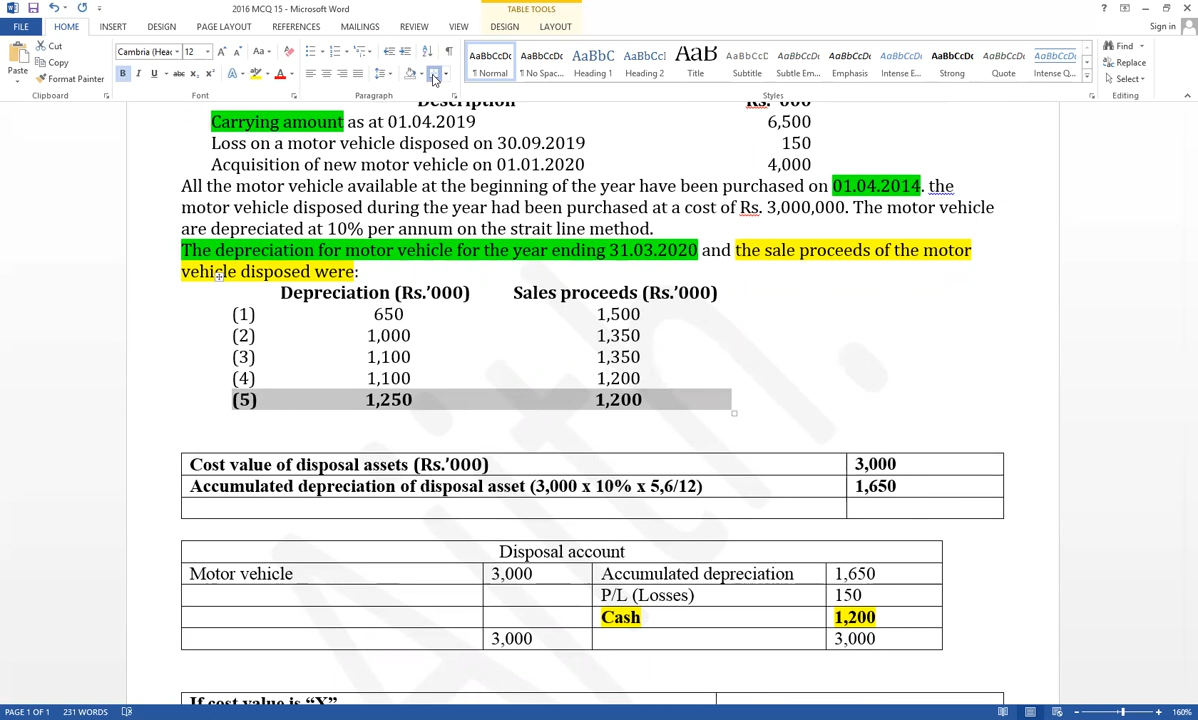 2016 MCQ 15 - Microsoft Word
TABLE TOOLS
?
FILE HOME INSERT DESIGN PAGE LAYOUT REFERENCES MAILINGS REVIEW VIEW DESIGN LAYOUT Sign in
Paste
Cut
Copy
Format Painter
Clipboard
Cambria (Head 12
Font
Paragraph
AaBbCcDc AaBbCcDc AaBbC AaBbCcI AaB AaBbCcC AaBbCcDc AaBbCcDc AaBbCcDc AaBbCcDc AaBbCcDc AaBbCcDc
¶ Normal ¶ No Spac... Heading 1 Heading 2 Title Subtitle Subtle Em... Emphasis Intense E... Strong Quote Intense Q...
Styles
Find
Replace
Select
Editing
Description Rs. '000
Carrying amount as at 01.04.2019 6,500
Loss on a motor vehicle disposed on 30.09.2019 150
Acquisition of new motor vehicle on 01.01.2020 4,000
All the motor vehicle available at the beginning of the year have been purchased on 01.04.2014. the
motor vehicle disposed during the year had been purchased at a cost of Rs. 3,000,000. The motor vehicle
are depreciated at 10% per annum on the strait line method.
The depreciation for motor vehicle for the year ending 31.03.2020 and the sale proceeds of the motor
vehicle disposed were:
Depreciation (Rs.'000) Sales proceeds (Rs.'000)
(1) 650 1,500
(2) 1,000 1,350
(3) 1,100 1,350
(4) 1,100 1,200
(5) 1,250 1,200
Cost value of disposal assets (Rs.'000) 3,000
Accumulated depreciation of disposal asset (3,000 x 10% x 5,6/12) 1,650
Disposal account
Motor vehicle 3,000 Accumulated depreciation 1,650
P/L (Losses) 150
Cash 1,200
3,000 3,000
If cost value is "X"
PAGE 1 OF 1 231 WORDS 160%